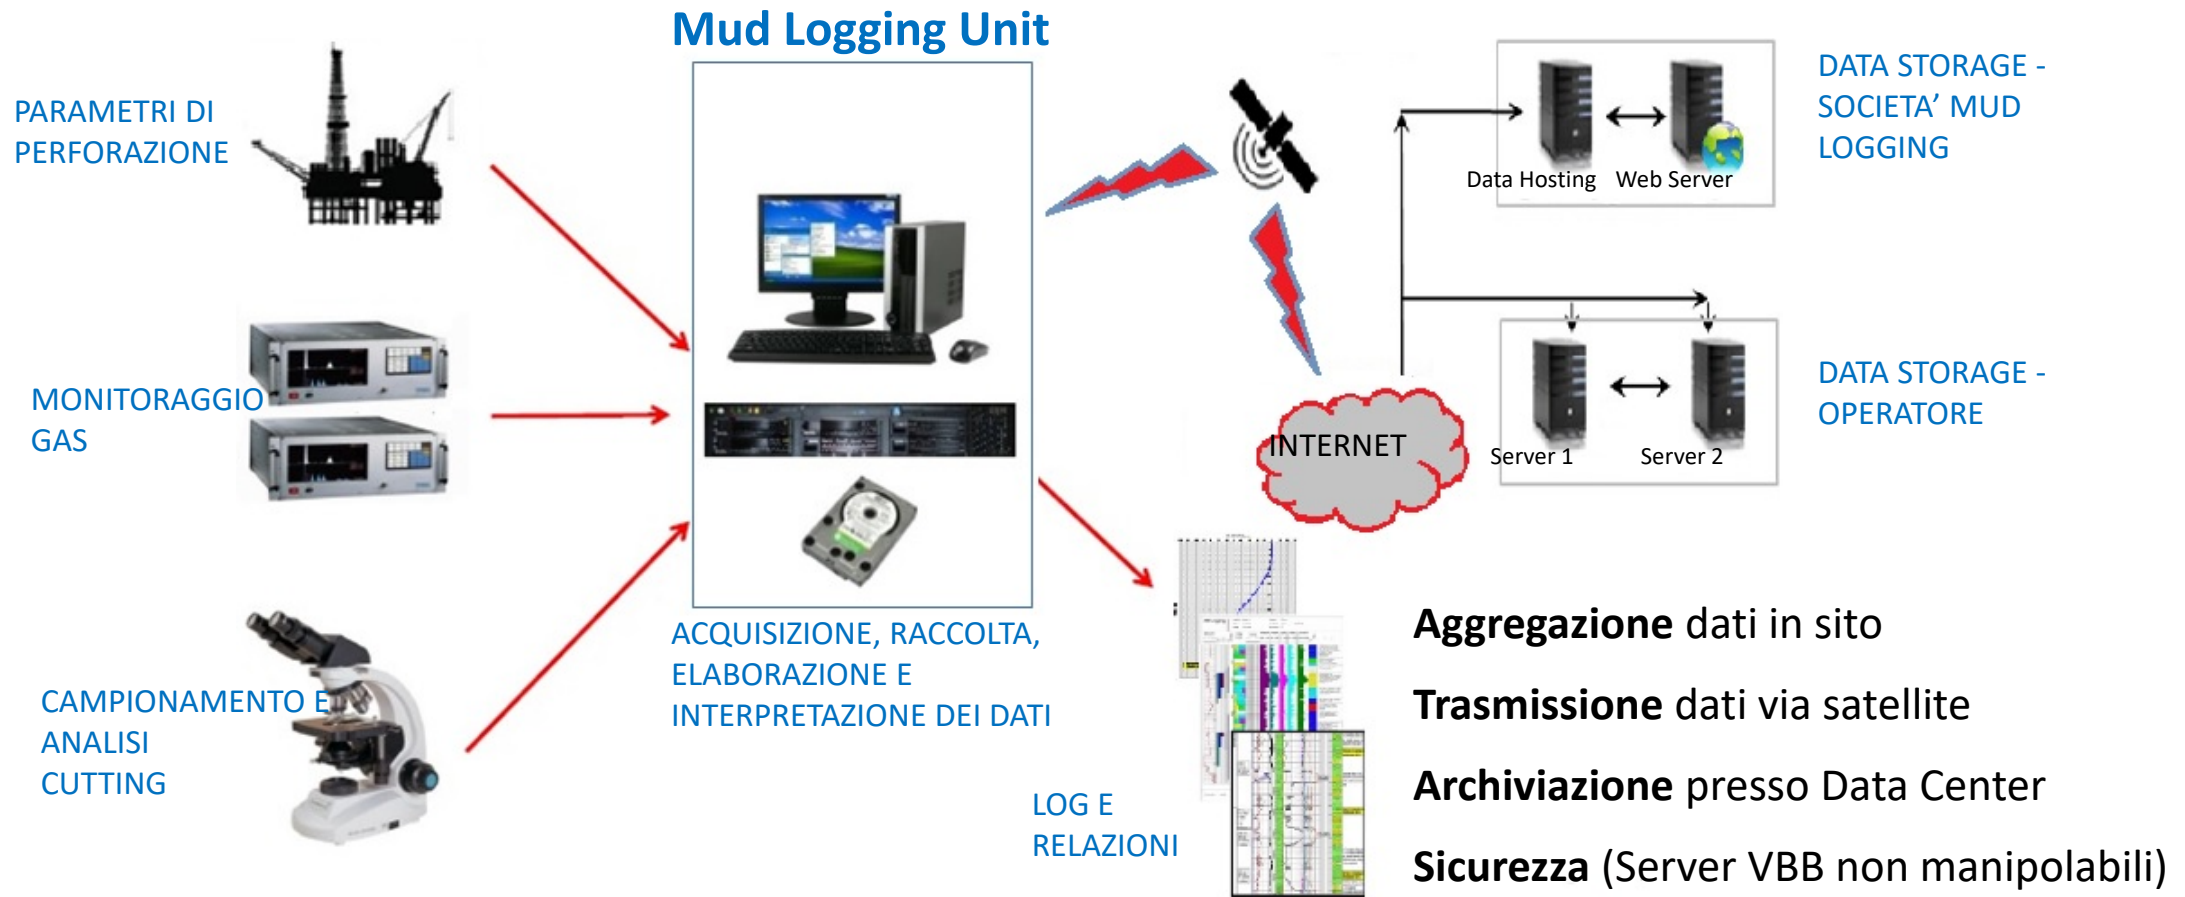 Mud Logging Unit
PARAMETRI DI
PERFORAZIONE
MONITORAGGIO
GAS
CAMPIONAMENTO E
ANALISI
CUTTING
ACQUISIZIONE, RACCOLTA,
ELABORAZIONE E
INTERPRETAZIONE DEI DATI
LOG E
RELAZIONI
INTERNET
Data Hosting Web Server
DATA STORAGE -
SOCIETA’ MUD
LOGGING
Server 1 Server 2
DATA STORAGE -
OPERATORE
Aggregazione dati in sito
Trasmissione dati via satellite
Archiviazione presso Data Center
Sicurezza (Server VBB non manipolabili)